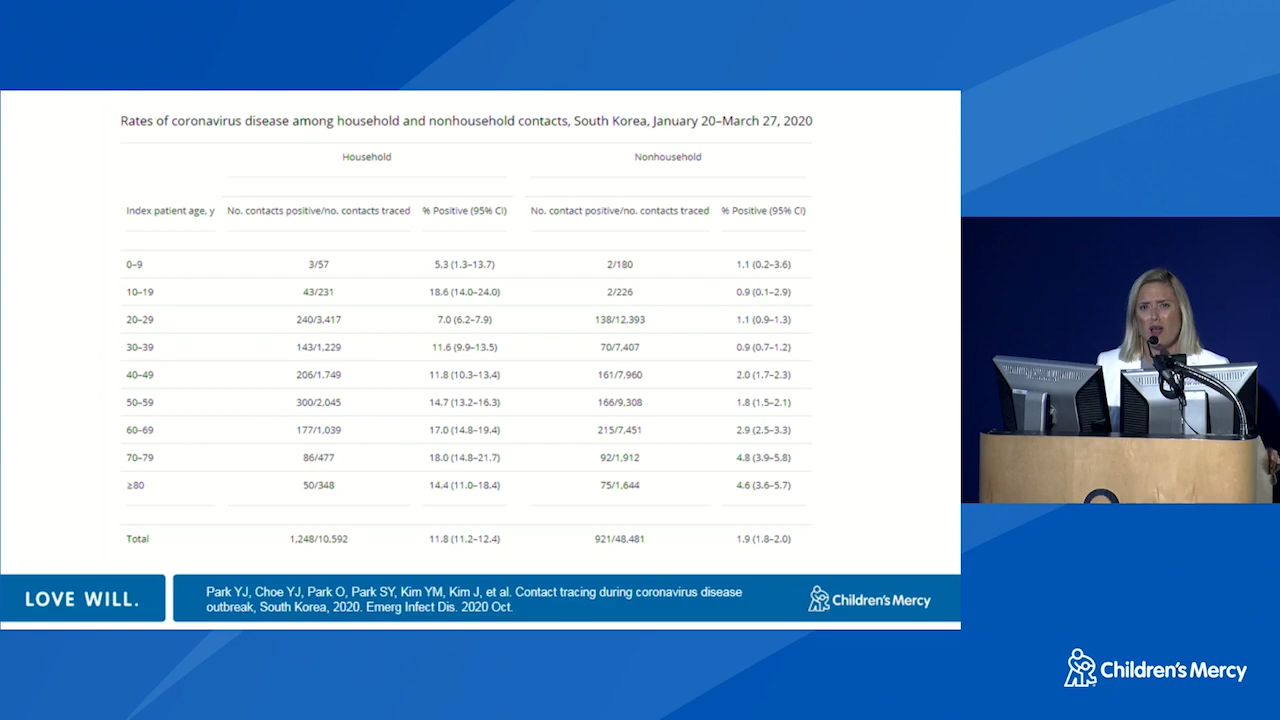 Rates of coronavirus disease among household and nonhousehold contacts, South Korea, January 20–March 27, 2020
Household Nonhousehold
Index patient age, y No. contacts positive/no. contacts traced % Positive (95% CI) No. contact positive/no. contacts traced % Positive (95% CI)
0–9 3/57 5.3 (1.3–13.7) 2/180 1.1 (0.2–3.6)
10–19 43/231 18.6 (14.0–24.0) 2/226 0.9 (0.1–2.9)
20–29 240/3,417 7.0 (6.2–7.9) 138/12,393 1.1 (0.9–1.3)
30–39 143/1,229 11.6 (9.9–13.5) 70/7,407 0.9 (0.7–1.2)
40–49 206/1,749 11.8 (10.3–13.4) 161/7,960 2.0 (1.7–2.3)
50–59 300/2,045 14.7 (13.2–16.3) 166/9,308 1.8 (1.5–2.1)
60–69 177/1,039 17.0 (14.8–19.4) 215/7,451 2.9 (2.5–3.3)
70–79 86/477 18.0 (14.8–21.7) 92/1,912 4.8 (3.9–5.8)
≥80 50/348 14.4 (11.0–18.4) 75/1,644 4.6 (3.6–5.7)
Total 1,248/10,592 11.8 (11.2–12.4) 921/48,481 1.9 (1.8–2.0)
LOVE WILL.
Park YJ, Choe YJ, Park O, Park SY, Kim YM, Kim J, et al. Contact tracing during coronavirus disease
outbreak, South Korea, 2020. Emerg Infect Dis. 2020 Oct.
Children's Mercy
Children's Mercy